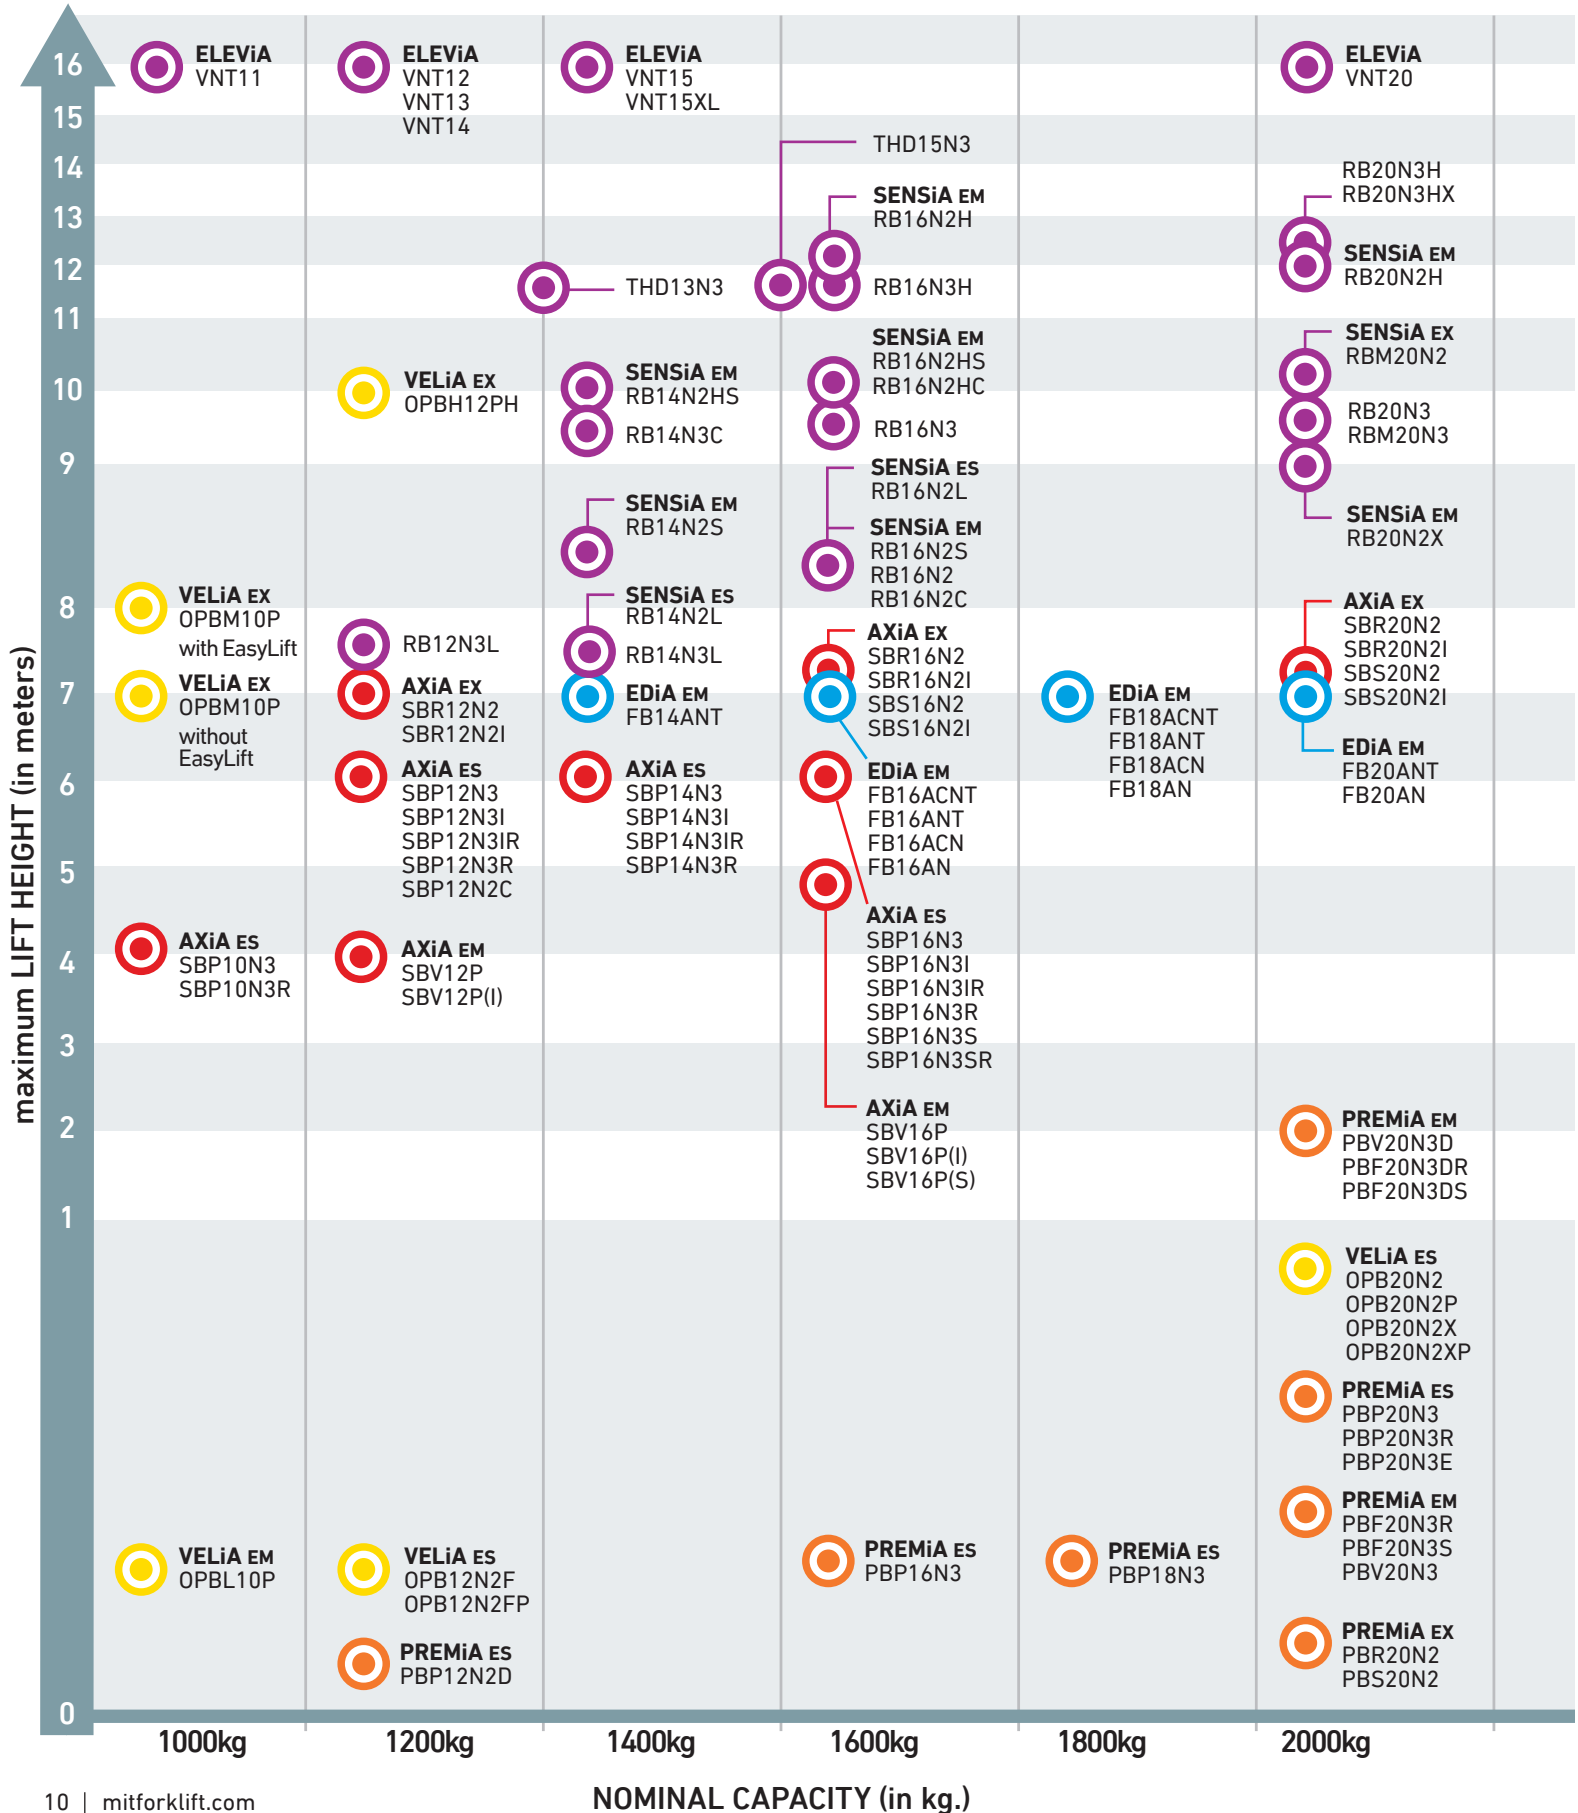 maximum LIFT HEIGHT (in meters)
16
15
14
13
12
11
10
9
8
7
6
5
4
3
2
1
0
ELEViA
VNT11
VELiA EX
OPBM10P
with EasyLift
VELiA EX
OPBM10P
without
EasyLift
AXiA ES
SBP10N3
SBP10N3R
VELiA EM
OPBL10P
ELEViA
VNT12
VNT13
VNT14
VELiA EX
OPBH12PH
RB12N3L
AXiA EX
SBR12N2
SBR12N2I
AXiA ES
SBP12N3
SBP12N3I
SBP12N3IR
SBP12N3R
SBP12N2C
AXiA EM
SBV12P
SBV12P(I)
VELiA ES
OPB12N2F
OPB12N2FP
PREMiA ES
PBP12N2D
ELEViA
VNT15
VNT15XL
THD13N3
SENSiA EM
RB14N2HS
RB14N3C
SENSiA EM
RB14N2S
SENSiA ES
RB14N2L
RB14N3L
EDiA EM
FB14ANT
AXiA ES
SBP14N3
SBP14N3I
SBP14N3IR
SBP14N3R
THD15N3
SENSiA EM
RB16N2H
RB16N3H
SENSiA EM
RB16N2HS
RB16N2HC
RB16N3
SENSiA ES
RB16N2L
SENSiA EM
RB16N2S
RB16N2
RB16N2C
AXiA EX
SBR16N2
SBR16N2I
SBS16N2
SBS16N2I
EDiA EM
FB16ACNT
FB16ANT
FB16ACN
FB16AN
AXiA ES
SBP16N3
SBP16N3I
SBP16N3IR
SBP16N3R
SBP16N3S
SBP16N3SR
AXiA EM
SBV16P
SBV16P(I)
SBV16P(S)
PREMiA ES
PBP16N3
EDiA EM
FB18ACNT
FB18ANT
FB18ACN
FB18AN
PREMiA ES
PBP18N3
ELEViA
VNT20
RB20N3H
RB20N3HX
SENSiA EM
RB20N2H
SENSiA EX
RBM20N2
RB20N3
RBM20N3
SENSiA EM
RB20N2X
AXiA EX
SBR20N2
SBR20N2I
SBS20N2
SBS20N2I
EDiA EM
FB20ANT
FB20AN
PREMiA EM
PBV20N3D
PBF20N3DR
PBF20N3DS
VELiA ES
OPB20N2
OPB20N2P
OPB20N2X
OPB20N2XP
PREMiA ES
PBP20N3
PBP20N3R
PBP20N3E
PREMiA EM
PBF20N3R
PBF20N3S
PBV20N3
PREMiA EX
PBR20N2
PBS20N2
1000kg 1200kg 1400kg 1600kg 1800kg 2000kg
NOMINAL CAPACITY (in kg.)
10 | mitforklift.com